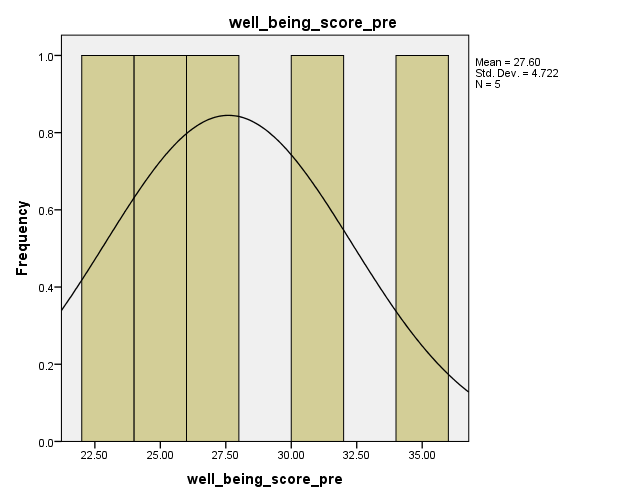 well_being_score_pre
Mean = 27.60
Std. Dev. = 4.722
N = 5
1.0
0.8
0.6
0.4
0.2
0.0
Frequency
22.50 25.00 27.50 30.00 32.50 35.00
well_being_score_pre